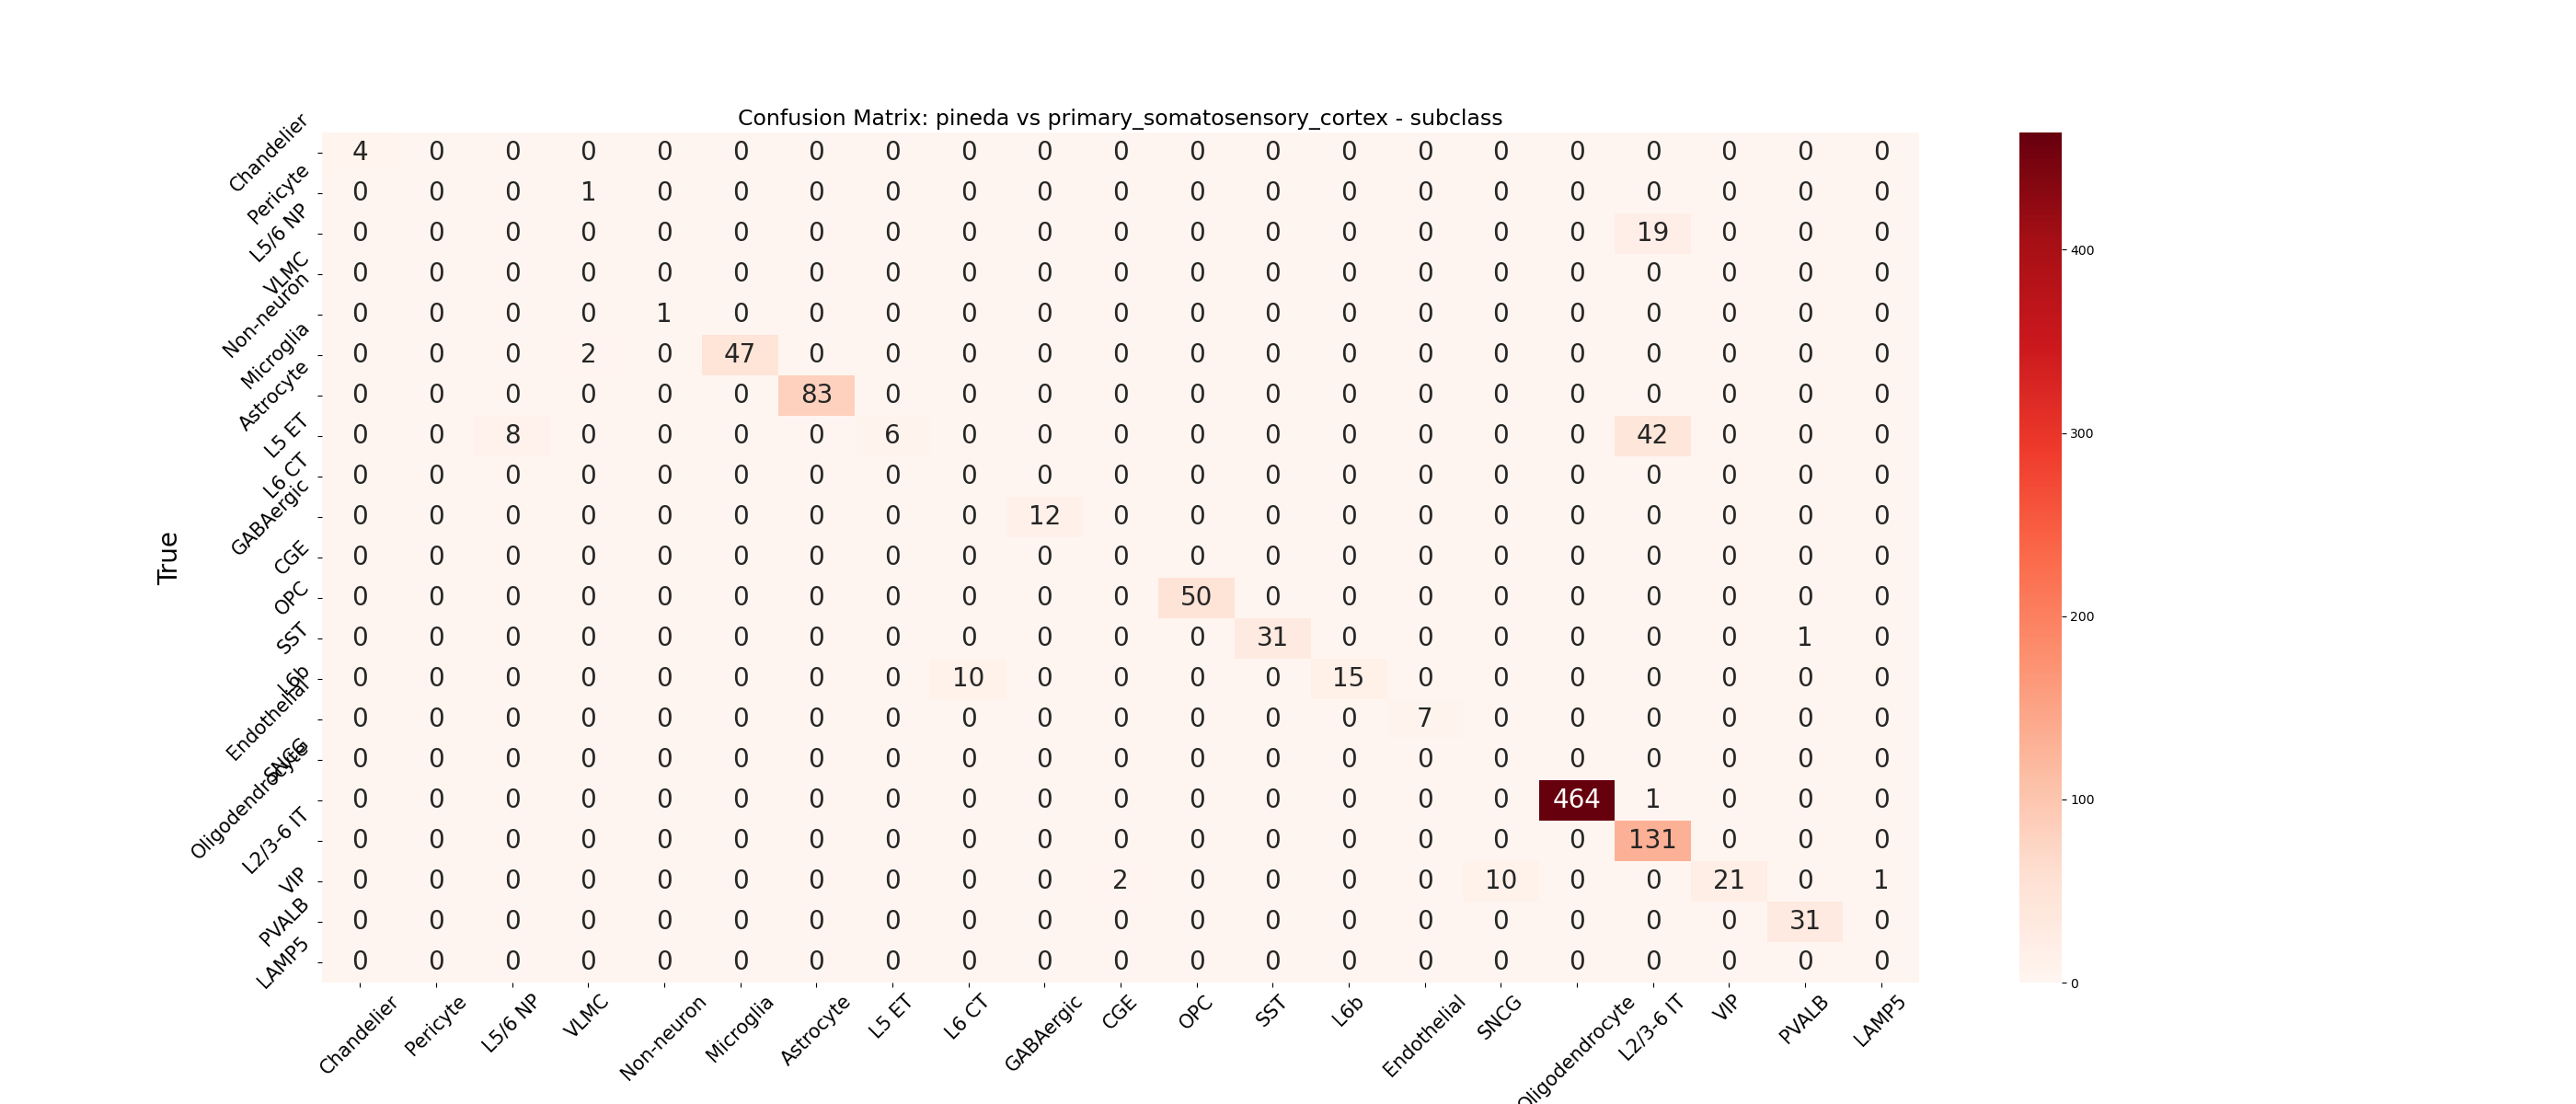 Confusion Matrix: pineda vs primary_somatosensory_cortex - subclass
True
Chandelier 4 0 0 0 0 0 0 0 0 0 0 0 0 0 0 0 0 0 0 0 0
Pericyte 0 0 0 1 0 0 0 0 0 0 0 0 0 0 0 0 0 0 0 0 0
L5/6 NP 0 0 0 0 0 0 0 0 0 0 0 0 0 0 0 0 0 19 0 0 0
VLMC 0 0 0 0 0 0 0 0 0 0 0 0 0 0 0 0 0 0 0 0 0
Non-neuron 0 0 0 0 1 0 0 0 0 0 0 0 0 0 0 0 0 0 0 0 0
Microglia 0 0 0 2 0 47 0 0 0 0 0 0 0 0 0 0 0 0 0 0 0
Astrocyte 0 0 0 0 0 0 83 0 0 0 0 0 0 0 0 0 0 0 0 0 0
L5 ET 0 0 8 0 0 0 0 6 0 0 0 0 0 0 0 0 0 42 0 0 0
L6 CT 0 0 0 0 0 0 0 0 0 0 0 0 0 0 0 0 0 0 0 0 0
GABAergic 0 0 0 0 0 0 0 0 0 12 0 0 0 0 0 0 0 0 0 0 0
CGE 0 0 0 0 0 0 0 0 0 0 0 0 0 0 0 0 0 0 0 0 0
OPC 0 0 0 0 0 0 0 0 0 0 0 50 0 0 0 0 0 0 0 0 0
SST 0 0 0 0 0 0 0 0 0 0 0 0 31 0 0 0 0 0 0 1 0
L6b 0 0 0 0 0 0 0 0 10 0 0 0 0 15 0 0 0 0 0 0 0
Endothelial 0 0 0 0 0 0 0 0 0 0 0 0 0 0 7 0 0 0 0 0 0
SNCG 0 0 0 0 0 0 0 0 0 0 0 0 0 0 0 0 0 0 0 0 0
Oligodendrocyte 0 0 0 0 0 0 0 0 0 0 0 0 0 0 0 0 464 1 0 0 0
L2/3-6 IT 0 0 0 0 0 0 0 0 0 0 0 0 0 0 0 0 0 131 0 0 0
VIP 0 0 0 0 0 0 0 0 0 0 2 0 0 0 0 10 0 0 21 0 1
PVALB 0 0 0 0 0 0 0 0 0 0 0 0 0 0 0 0 0 0 0 31 0
LAMP5 0 0 0 0 0 0 0 0 0 0 0 0 0 0 0 0 0 0 0 0 0
Chandelier Pericyte L5/6 NP VLMC Non-neuron Microglia Astrocyte L5 ET L6 CT GABAergic CGE OPC SST L6b Endothelial SNCG Oligodendrocyte L2/3-6 IT VIP PVALB LAMP5
400
300
200
100
0